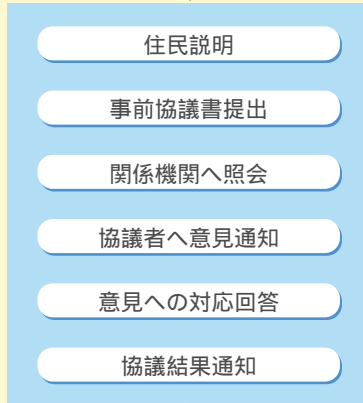 住民説明
事前協議書提出
関係機関へ照会
協議者へ意見通知
意見への対応回答
協議結果通知